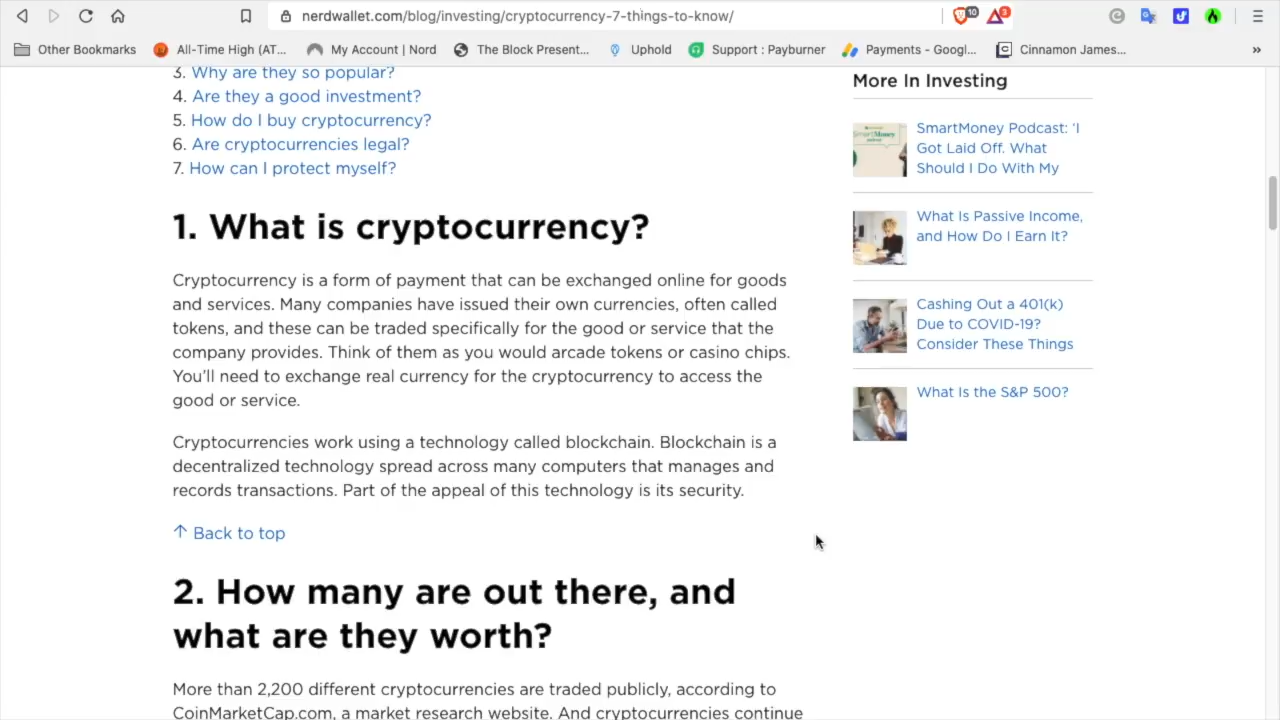 nerdwallet.com/blog/investing/cryptocurrency-7-things-to-know/
10
3
Other Bookmarks
All-Time High (AT...
My Account | Nord
The Block Present...
Uphold
Support : Payburner
Payments - Googl...
Cinnamon James...
»
3. Why are they so popular?
4. Are they a good investment?
5. How do I buy cryptocurrency?
6. Are cryptocurrencies legal?
7. How can I protect myself?
1. What is cryptocurrency?
Cryptocurrency is a form of payment that can be exchanged online for goods
and services. Many companies have issued their own currencies, often called
tokens, and these can be traded specifically for the good or service that the
company provides. Think of them as you would arcade tokens or casino chips.
You’ll need to exchange real currency for the cryptocurrency to access the
good or service.
Cryptocurrencies work using a technology called blockchain. Blockchain is a
decentralized technology spread across many computers that manages and
records transactions. Part of the appeal of this technology is its security.
↑ Back to top
2. How many are out there, and
what are they worth?
More than 2,200 different cryptocurrencies are traded publicly, according to
CoinMarketCap.com, a market research website. And cryptocurrencies continue
More In Investing
SmartMoney Podcast: ‘I
Got Laid Off. What
Should I Do With My
What Is Passive Income,
and How Do I Earn It?
Cashing Out a 401(k)
Due to COVID-19?
Consider These Things
What Is the S&P 500?